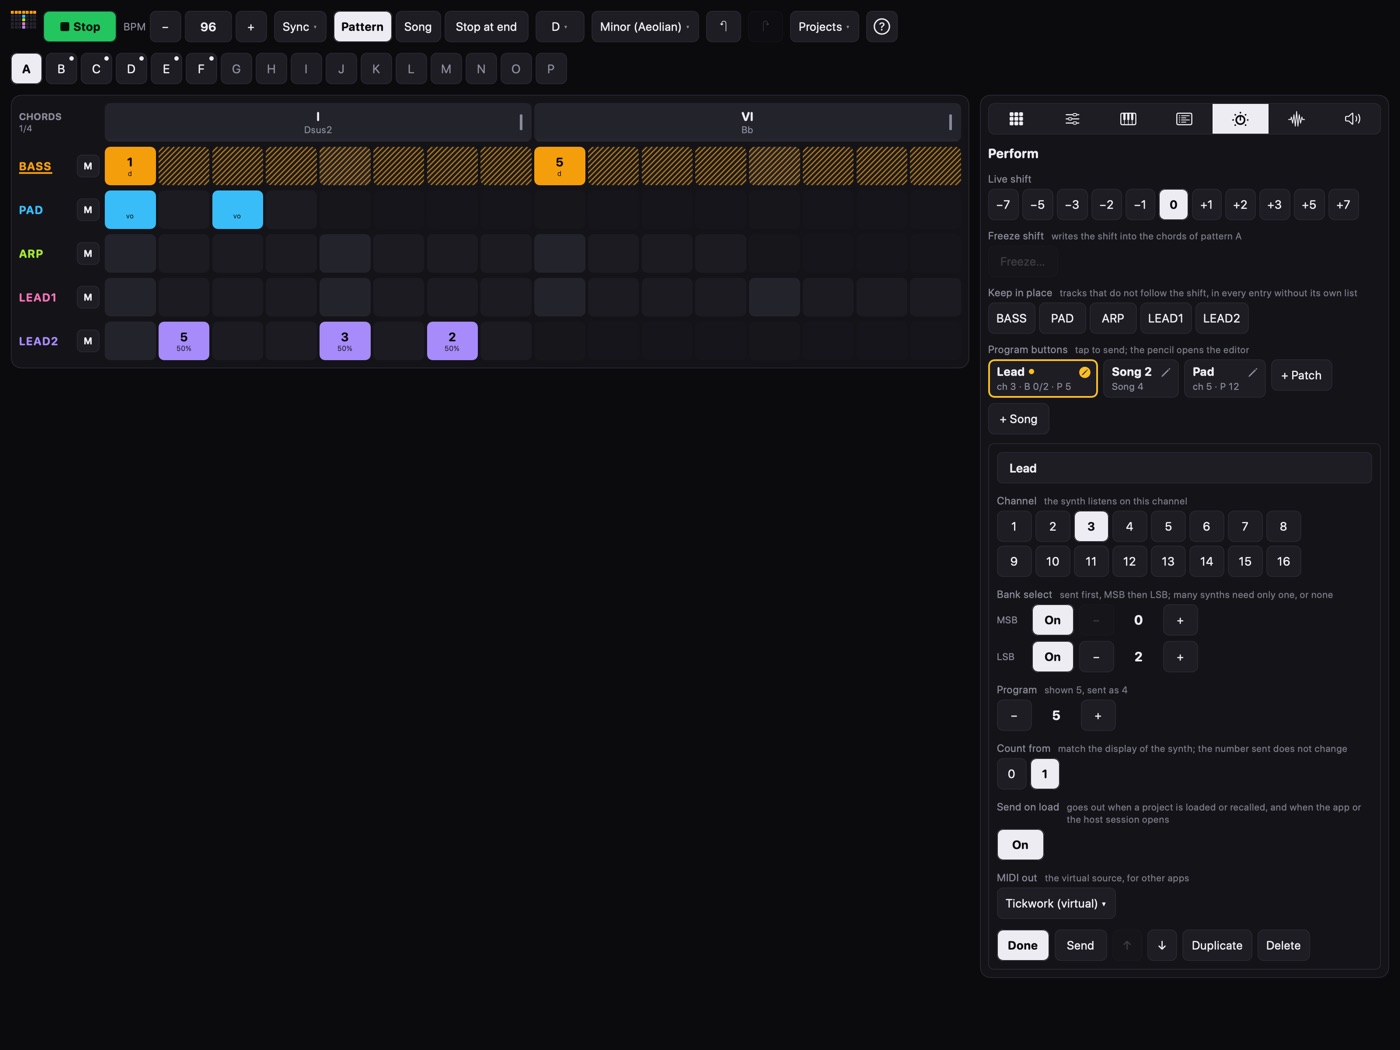 Stop BPM − 96 + Sync Pattern Song Stop at end D Minor (Aeolian) Projects ?
A B C D E F G H I J K L M N O P
CHORDS
1/4
I
Dsus2
VI
Bb
BASS M 1 5
d d
PAD M
vo vo
ARP M
LEAD1 M
LEAD2 M 5 3 2
50% 50% 50%
Perform
Live shift
−7 −5 −3 −2 −1 0 +1 +2 +3 +5 +7
Freeze shift writes the shift into the chords of pattern A
Freeze...
Keep in place tracks that do not follow the shift, in every entry without its own list
BASS PAD ARP LEAD1 LEAD2
Program buttons tap to send; the pencil opens the editor
Lead
ch 3 · B 0/2 · P 5
Song 2
Song 4
Pad
ch 5 · P 12
+ Patch
+ Song
Lead
Channel the synth listens on this channel
1 2 3 4 5 6 7 8
9 10 11 12 13 14 15 16
Bank select sent first, MSB then LSB; many synths need only one, or none
MSB On − 0 +
LSB On − 2 +
Program shown 5, sent as 4
− 5 +
Count from match the display of the synth; the number sent does not change
0 1
Send on load goes out when a project is loaded or recalled, and when the app or
the host session opens
On
MIDI out the virtual source, for other apps
Tickwork (virtual)
Done Send ↑ ↓ Duplicate Delete